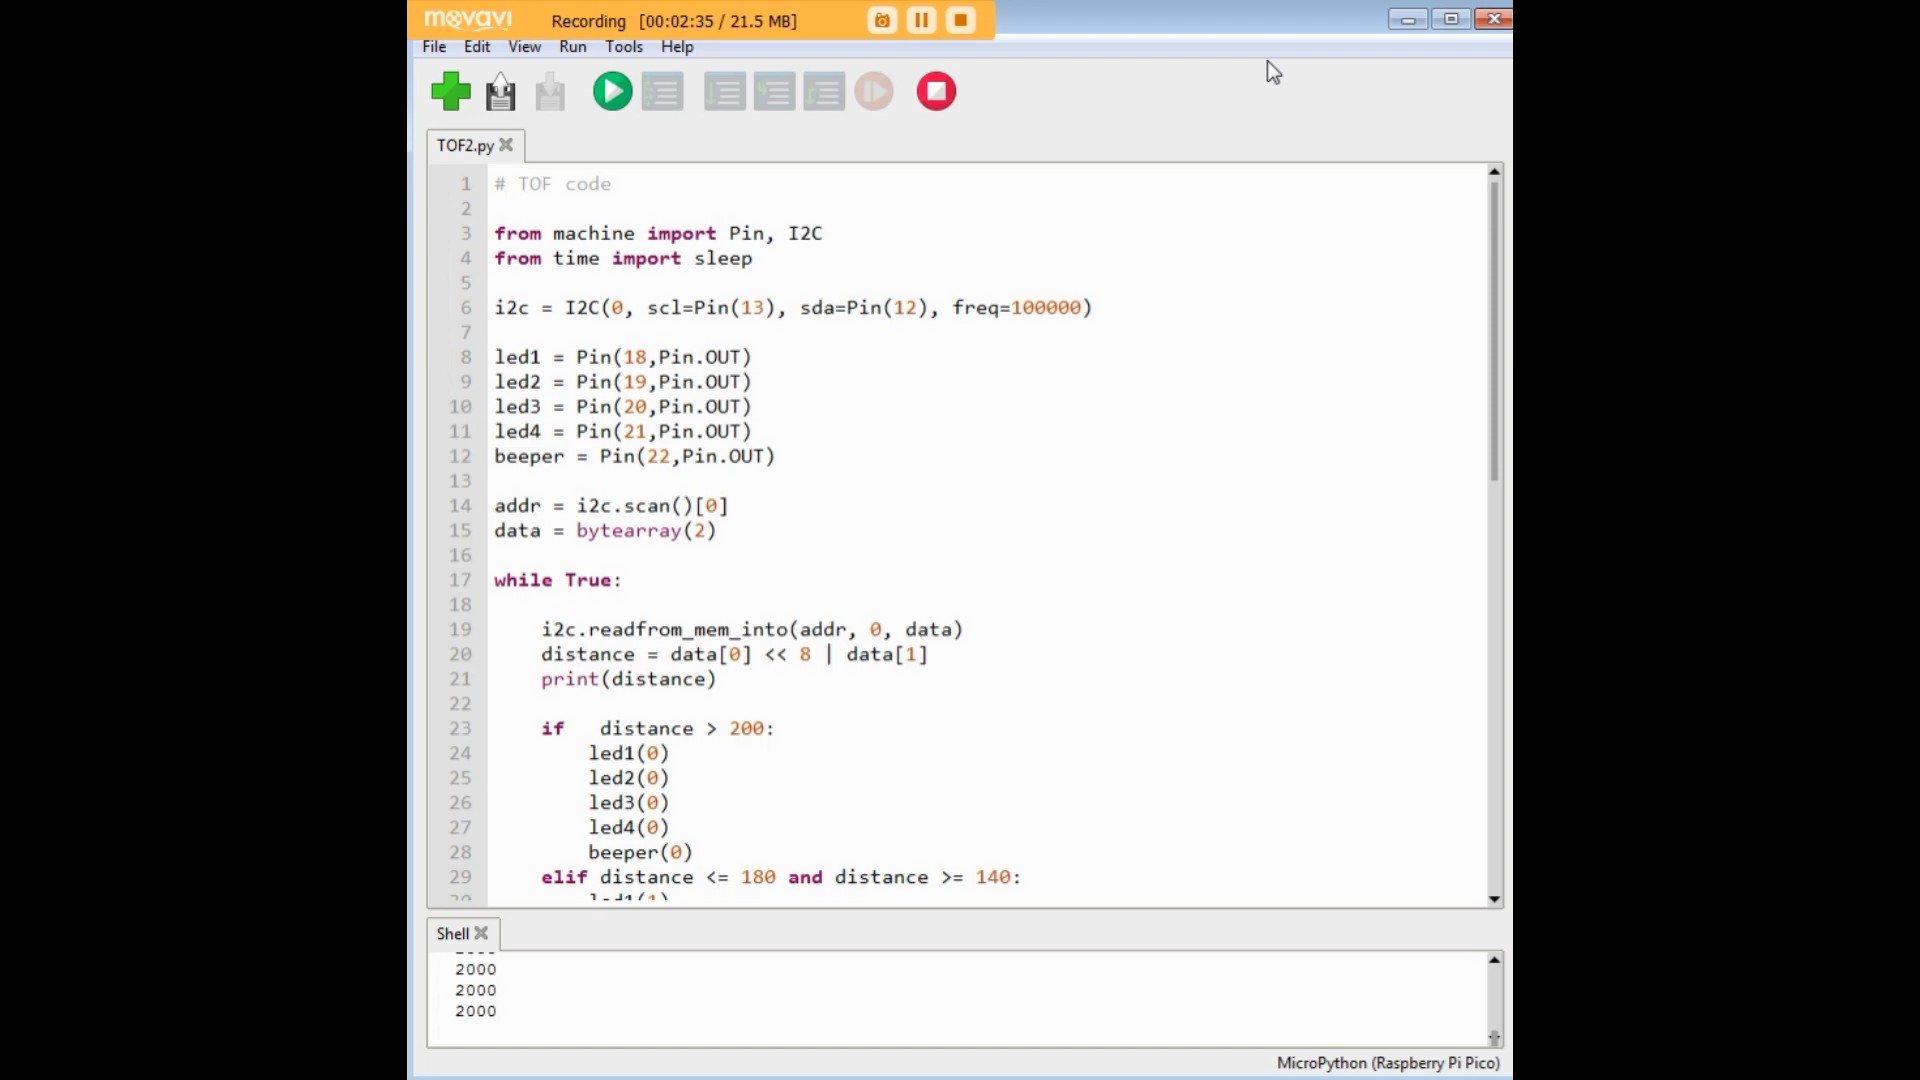 movavi Recording [00:02:35 / 21.5 MB]
File Edit View Run Tools Help
TOF2.py
1 # TOF code
2
3 from machine import Pin, I2C
4 from time import sleep
5
6 i2c = I2C(0, scl=Pin(13), sda=Pin(12), freq=100000)
7
8 led1 = Pin(18,Pin.OUT)
9 led2 = Pin(19,Pin.OUT)
10 led3 = Pin(20,Pin.OUT)
11 led4 = Pin(21,Pin.OUT)
12 beeper = Pin(22,Pin.OUT)
13
14 addr = i2c.scan()[0]
15 data = bytearray(2)
16
17 while True:
18
19     i2c.readfrom_mem_into(addr, 0, data)
20     distance = data[0] << 8 | data[1]
21     print(distance)
22
23     if   distance > 200:
24         led1(0)
25         led2(0)
26         led3(0)
27         led4(0)
28         beeper(0)
29     elif distance <= 180 and distance >= 140:
Shell
2000
2000
2000
MicroPython (Raspberry Pi Pico)